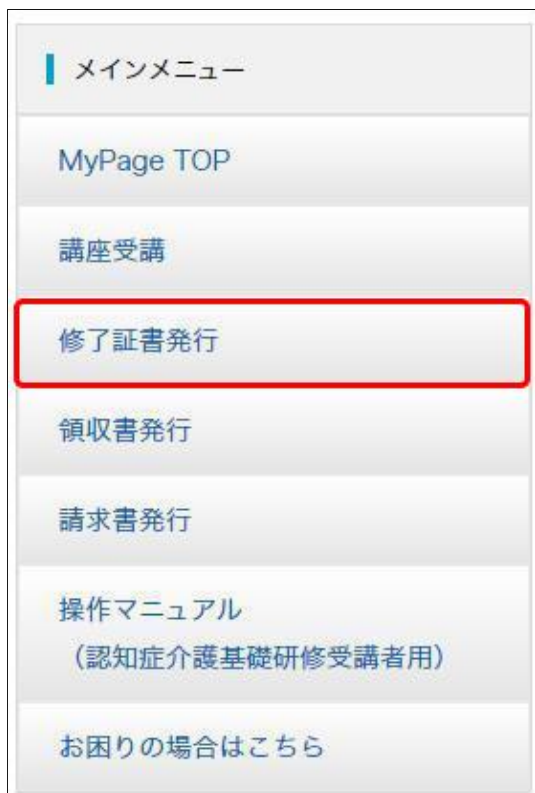 メインメニュー
MyPage TOP
講座受講
修了証書発行
領収書発行
請求書発行
操作マニュアル
（認知症介護基礎研修受講者用）
お困りの場合はこちら